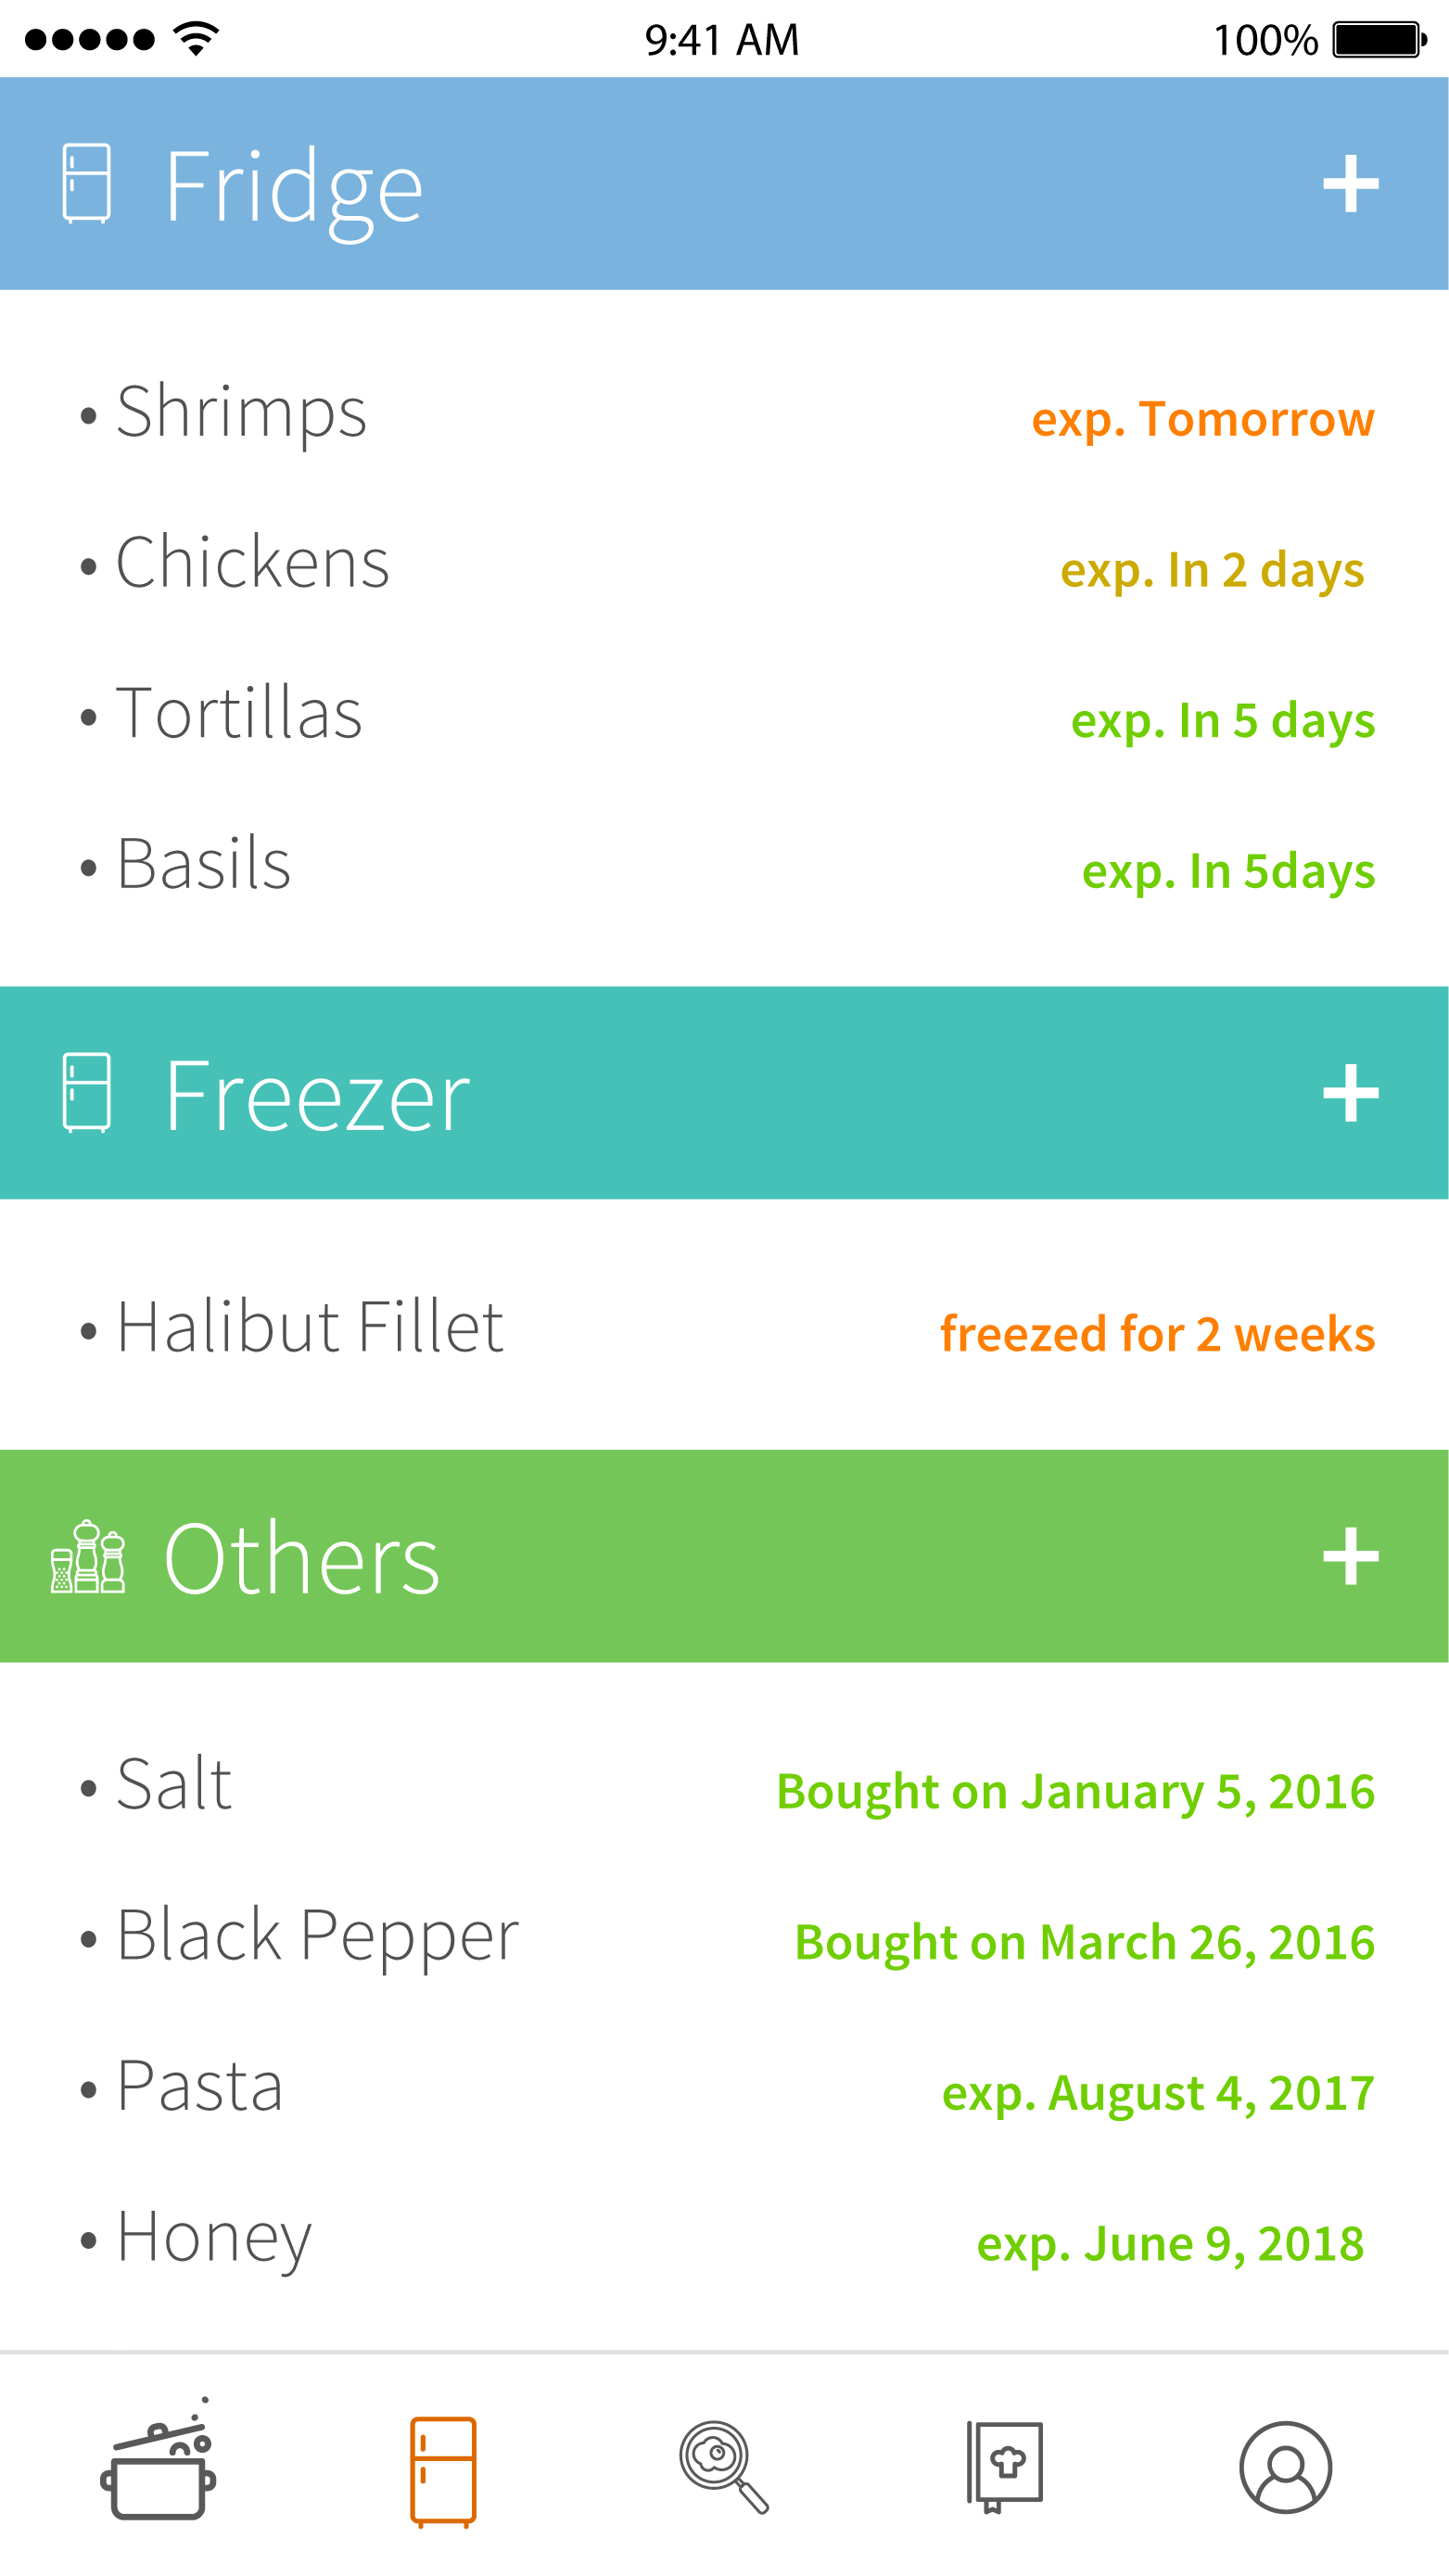 9:41 AM 100%
Fridge +
• Shrimps exp. Tomorrow
• Chickens exp. In 2 days
• Tortillas exp. In 5 days
• Basils exp. In 5days
Freezer +
• Halibut Fillet freezed for 2 weeks
Others +
• Salt Bought on January 5, 2016
• Black Pepper Bought on March 26, 2016
• Pasta exp. August 4, 2017
• Honey exp. June 9, 2018